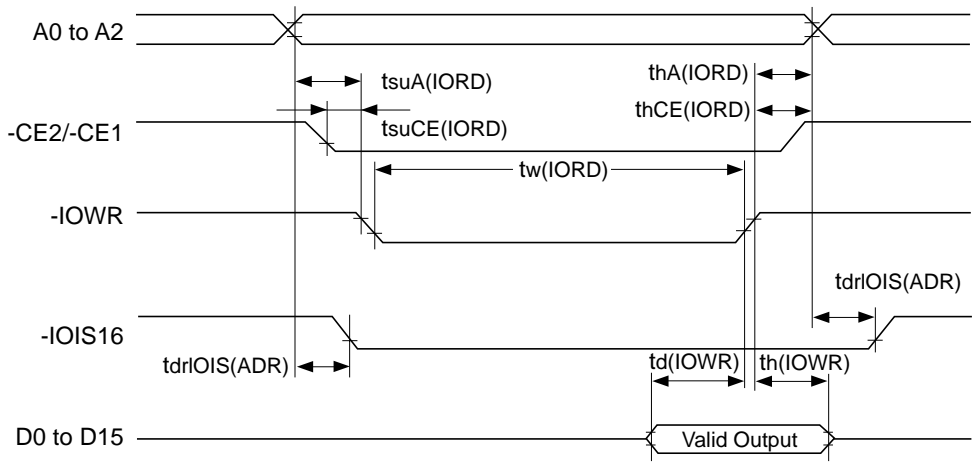 A0 to A2
tsuA(IORD)
thA(IORD)
thCE(IORD)
-CE2/-CE1
tsuCE(IORD)
tw(IORD)
-IOWR
tdrIOIS(ADR)
-IOIS16
tdrIOIS(ADR)
td(IOWR)
th(IOWR)
D0 to D15
Valid Output